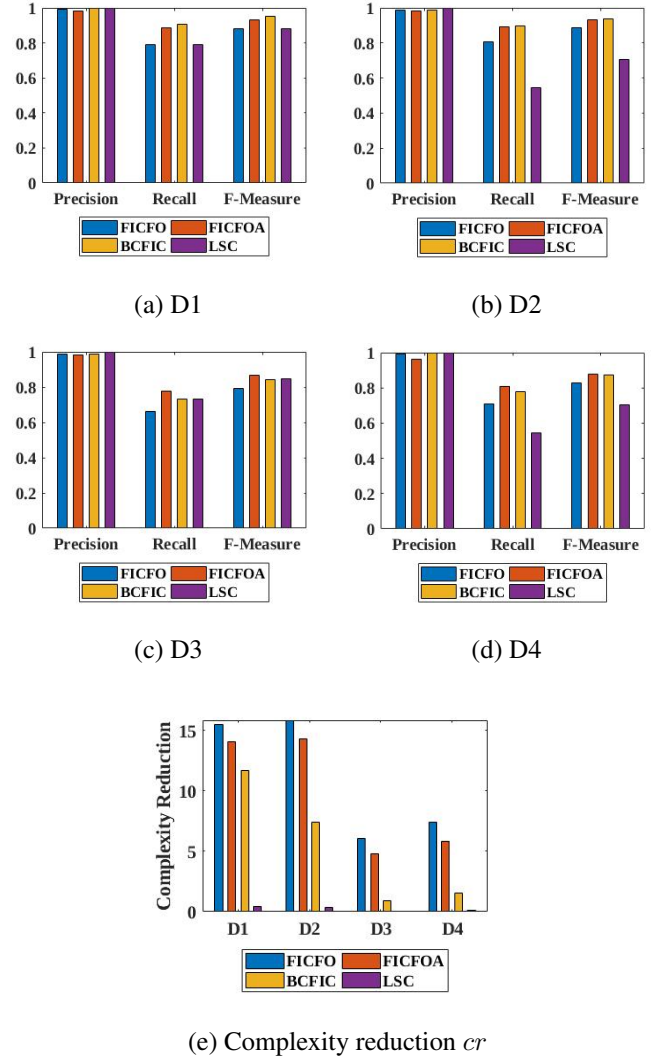 1
0.8
0.6
0.4
0.2
0
Precision Recall F-Measure
FICFO FICFOA
BCFIC LSC
(a) D1
1
0.8
0.6
0.4
0.2
0
Precision Recall F-Measure
FICFO FICFOA
BCFIC LSC
(b) D2
1
0.8
0.6
0.4
0.2
0
Precision Recall F-Measure
FICFO FICFOA
BCFIC LSC
(c) D3
1
0.8
0.6
0.4
0.2
0
Precision Recall F-Measure
FICFO FICFOA
BCFIC LSC
(d) D4
Complexity Reduction
15
10
5
0
D1 D2 D3 D4
FICFO FICFOA
BCFIC LSC
(e) Complexity reduction cr